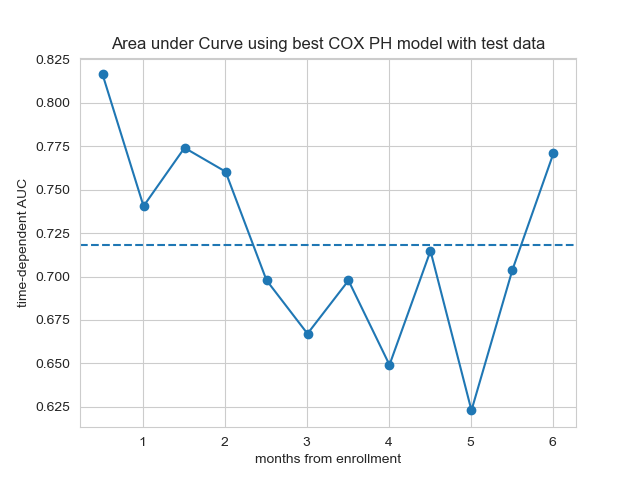 Area under Curve using best COX PH model with test data
0.825
0.800
0.775
0.750
0.725
0.700
0.675
0.650
0.625
time-dependent AUC
1 2 3 4 5 6
months from enrollment